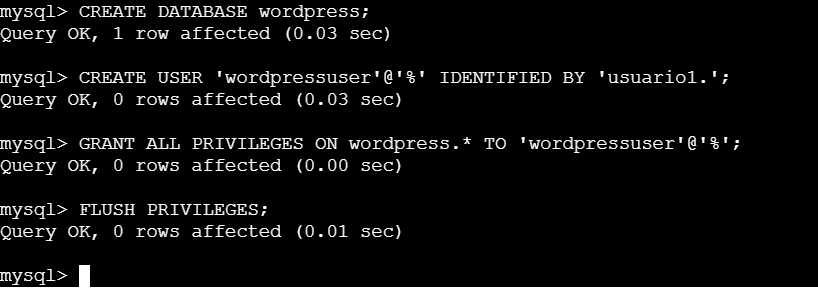 mysql> CREATE DATABASE wordpress;
Query OK, 1 row affected (0.03 sec)
mysql> CREATE USER 'wordpressuser'@'%' IDENTIFIED BY 'usuario1.';
Query OK, 0 rows affected (0.03 sec)
mysql> GRANT ALL PRIVILEGES ON wordpress.* TO 'wordpressuser'@'%';
Query OK, 0 rows affected (0.00 sec)
mysql> FLUSH PRIVILEGES;
Query OK, 0 rows affected (0.01 sec)
mysql>